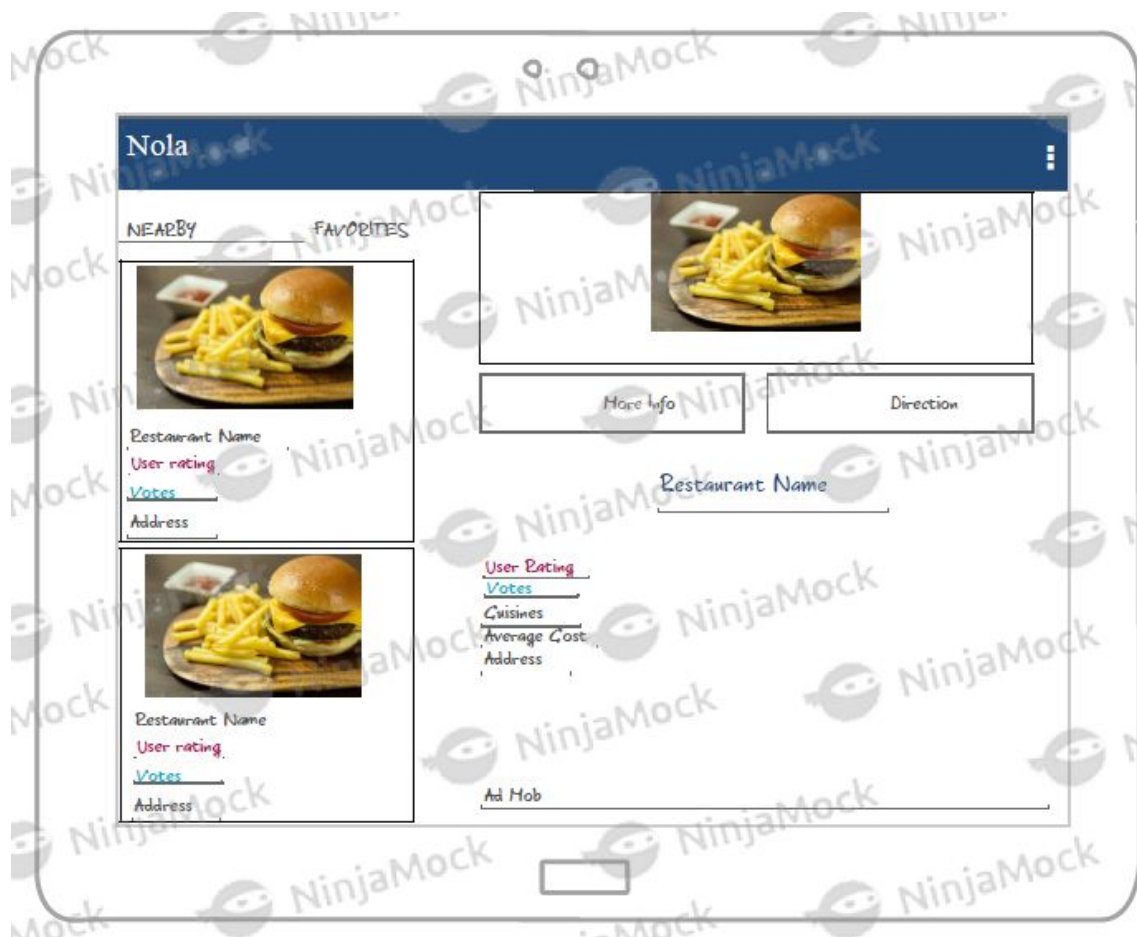 Nola
NEARBY
FAVORITES
Restaurant Name
User rating
Votes
Address
Restaurant Name
User rating
Votes
Address
More Info
Direction
Restaurant Name
User Rating
Votes
Cuisines
Average Cost
Address
Ad Mob
NinjaMock